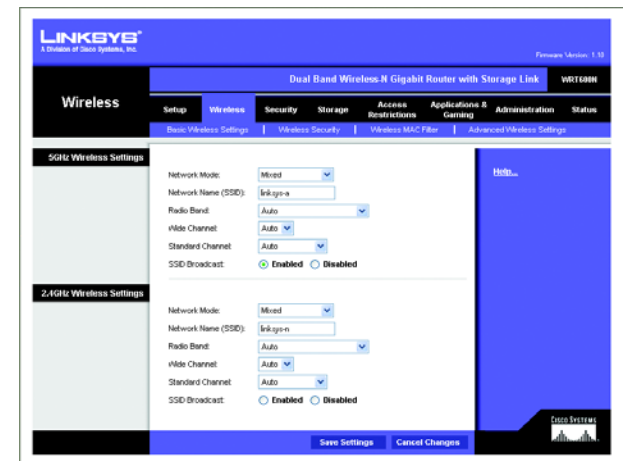 LINKSYS®
A Division of Cisco Systems, Inc.
Firmware Version: 1.10
Dual Band Wireless-N Gigabit Router with Storage Link WRT600N
Wireless
Setup Wireless Security Storage Access Restrictions Applications & Gaming Administration Status
Basic Wireless Settings | Wireless Security | Wireless MAC Filter | Advanced Wireless Settings
5GHz Wireless Settings
Help...
Network Mode: Mixed
Network Name (SSID): linksys-a
Radio Band: Auto
Wide Channel: Auto
Standard Channel: Auto
SSID Broadcast: Enabled Disabled
2.4GHz Wireless Settings
Network Mode: Mixed
Network Name (SSID): linksys-n
Radio Band: Auto
Wide Channel: Auto
Standard Channel: Auto
SSID Broadcast: Enabled Disabled
Save Settings Cancel Changes
Cisco Systems